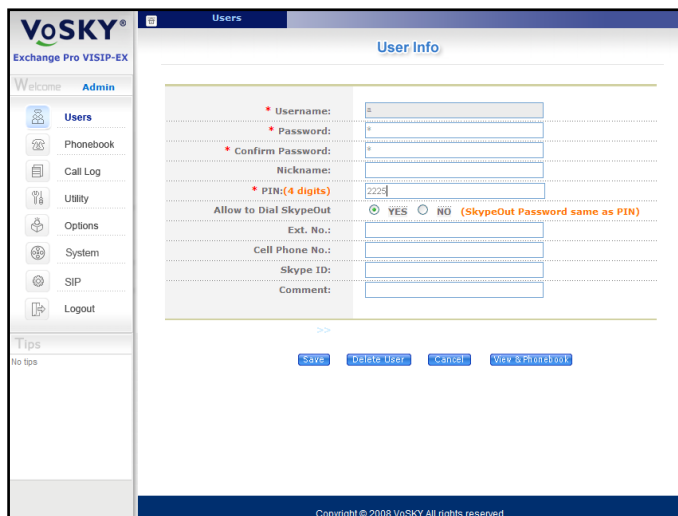 VoSKY®
Exchange Pro VISIP-EX
Welcome Admin
Users
Phonebook
Call Log
Utility
Options
System
SIP
Logout
Tips
No tips
Users
User Info
* Username: a
* Password: *
* Confirm Password: *
Nickname:
* PIN:(4 digits) 2225
Allow to Dial SkypeOut YES NO (SkypeOut Password same as PIN)
Ext. No.:
Cell Phone No.:
Skype ID:
Comment:
>>
Save Delete User Cancel View & Phonebook
Copyright © 2008 VoSKY All rights reserved